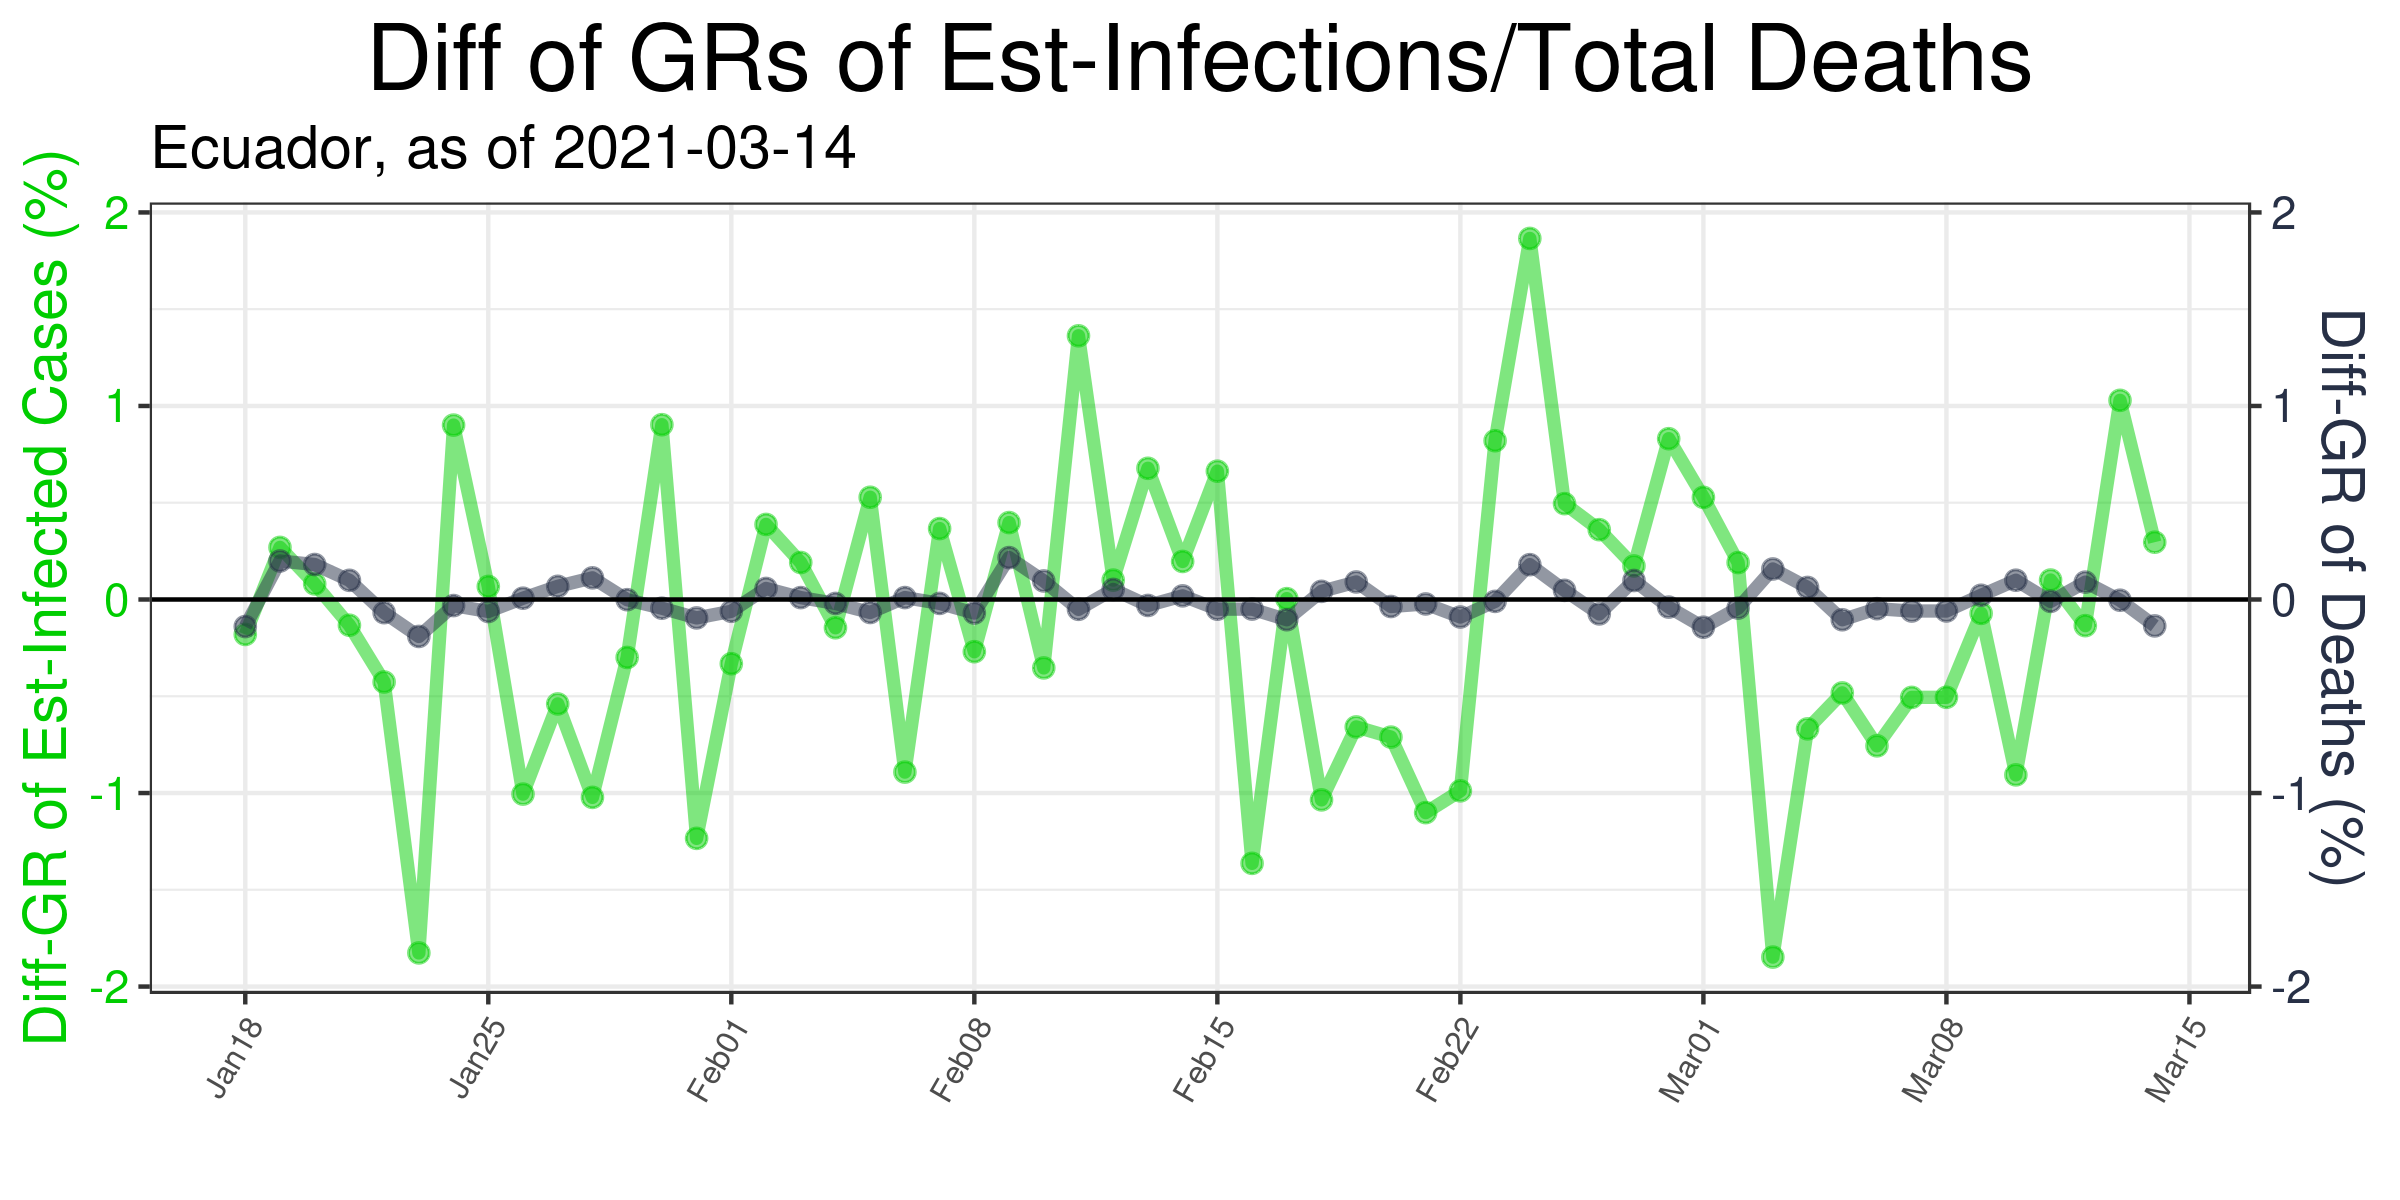 Diff of GRs of Est-Infections/Total Deaths
Ecuador, as of 2021-03-14
Diff-GR of Est-Infected Cases (%)
2
1
0
-1
-2
2
1
0
-1
-2
Diff-GR of Deaths (%)
Jan18
Jan25
Feb01
Feb08
Feb15
Feb22
Mar01
Mar08
Mar15